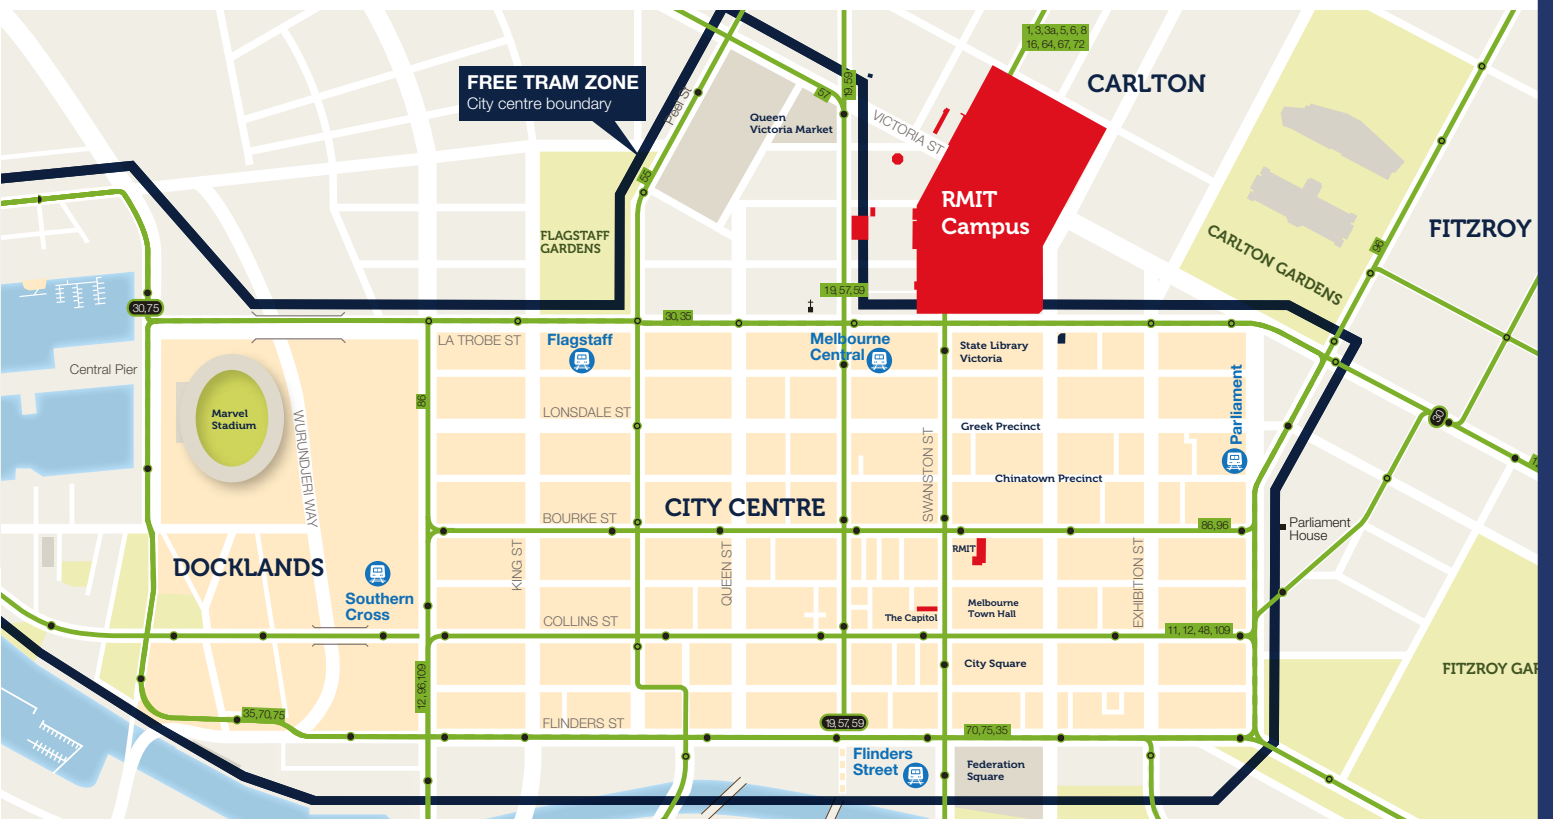 1, 3,3a, 5, 6, 8
16, 64, 67, 72
CARLTON
FREE TRAM ZONE
City centre boundary
Peel St
57
19, 59
Queen
Victoria Market
VICTORIA ST
55
RMIT
Campus
FLAGSTAFF
GARDENS
CARLTON GARDENS
96
FITZROY
30,75
19,57,59
30,35
LA TROBE ST
Flagstaff
Melbourne
Central
State Library
Victoria
Central Pier
Parliament
86
Marvel
Stadium
WURUNDJERI WAY
LONSDALE ST
SWANSTON ST
Greek Precinct
30
Chinatown Precinct
CITY CENTRE
BOURKE ST
86,96
Parliament
House
DOCKLANDS
KING ST
QUEEN ST
RMIT
EXHIBITION ST
Southern
Cross
COLLINS ST
The Capitol
Melbourne
Town Hall
11, 12, 48, 109
12, 96,109
City Square
FITZROY GAR
35,70,75
FLINDERS ST
19,57,59
70,75,35
Flinders
Street
Federation
Square